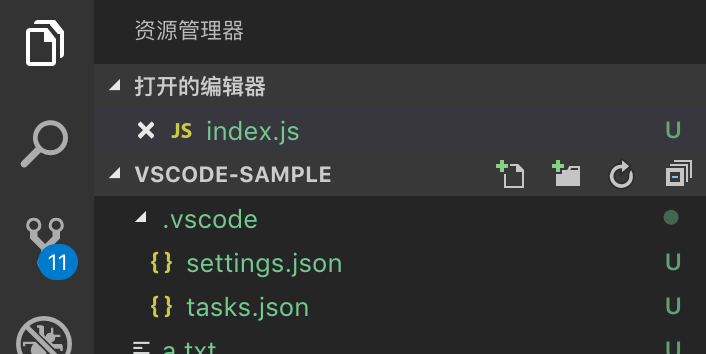 资源管理器
打开的编辑器
JS index.js U
VSCODE-SAMPLE
.vscode
11
{} settings.json U
{} tasks.json U
a.txt U